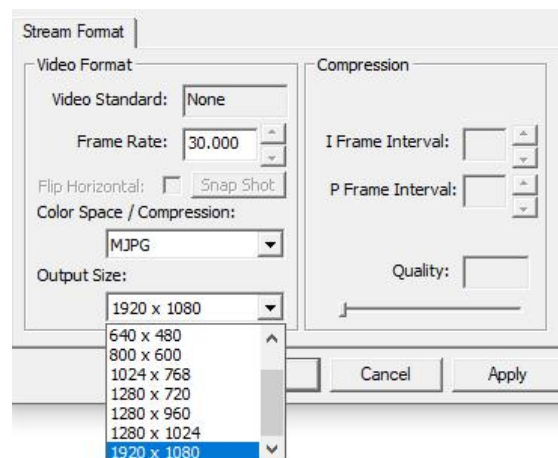 Stream Format
Video Format
Video Standard: None
Frame Rate: 30.000
Flip Horizontal: Snap Shot
Color Space / Compression:
MJPG
Output Size:
1920 x 1080
640 x 480
800 x 600
1024 x 768
1280 x 720
1280 x 960
1280 x 1024
1920 x 1080
Compression
I Frame Interval:
P Frame Interval:
Quality:
Cancel Apply